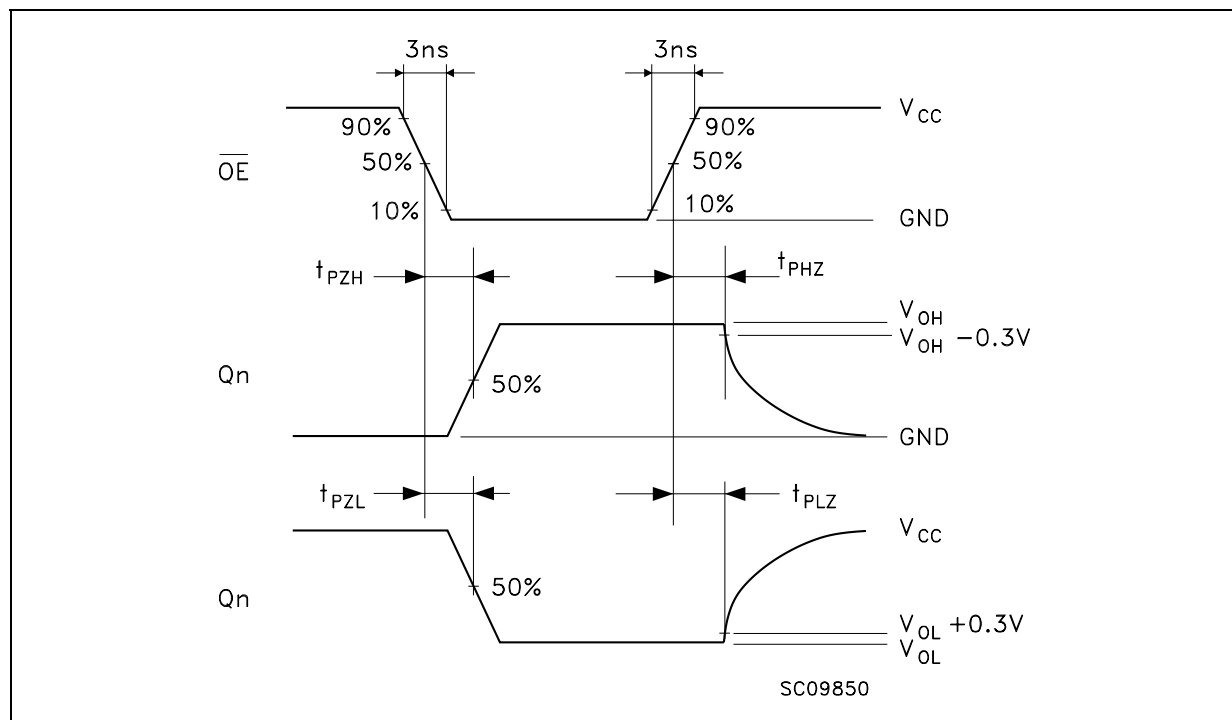 3ns 3ns
V_CC
90% 90%
50% 50%
O̅E̅
10% 10%
GND
t_PZH t_PHZ
V_OH
V_OH -0.3V
Qn
50%
GND
t_PZL t_PLZ
V_CC
50%
Qn
V_OL +0.3V
V_OL
SC09850